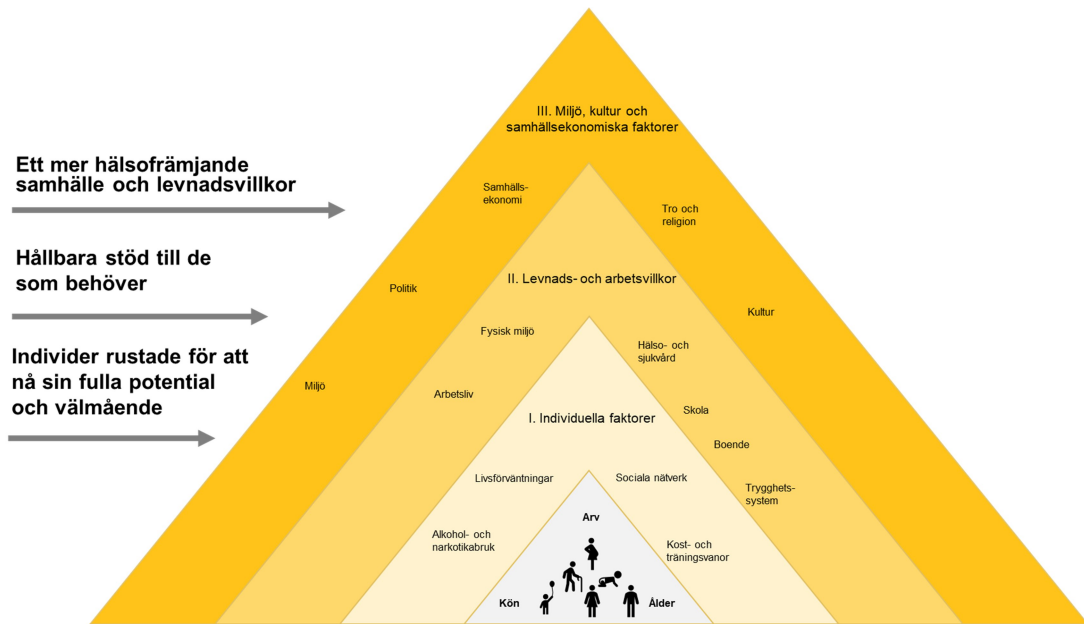 III. Miljö, kultur och
samhällsekonomiska faktorer
Ett mer hälsofrämjande
samhälle och levnadsvillkor
Samhälls-
ekonomi
Tro och
religion
Hållbara stöd till de
som behöver
II. Levnads- och arbetsvillkor
Politik
Kultur
Fysisk miljö
Hälso- och
sjukvård
Individer rustade för att
nå sin fulla potential
och välmående
Miljö
Arbetsliv
I. Individuella faktorer
Skola
Boende
Livsförväntningar
Sociala nätverk
Trygghets-
system
Arv
Alkohol- och
narkotikabruk
Kost- och
träningsvanor
Kön
Ålder